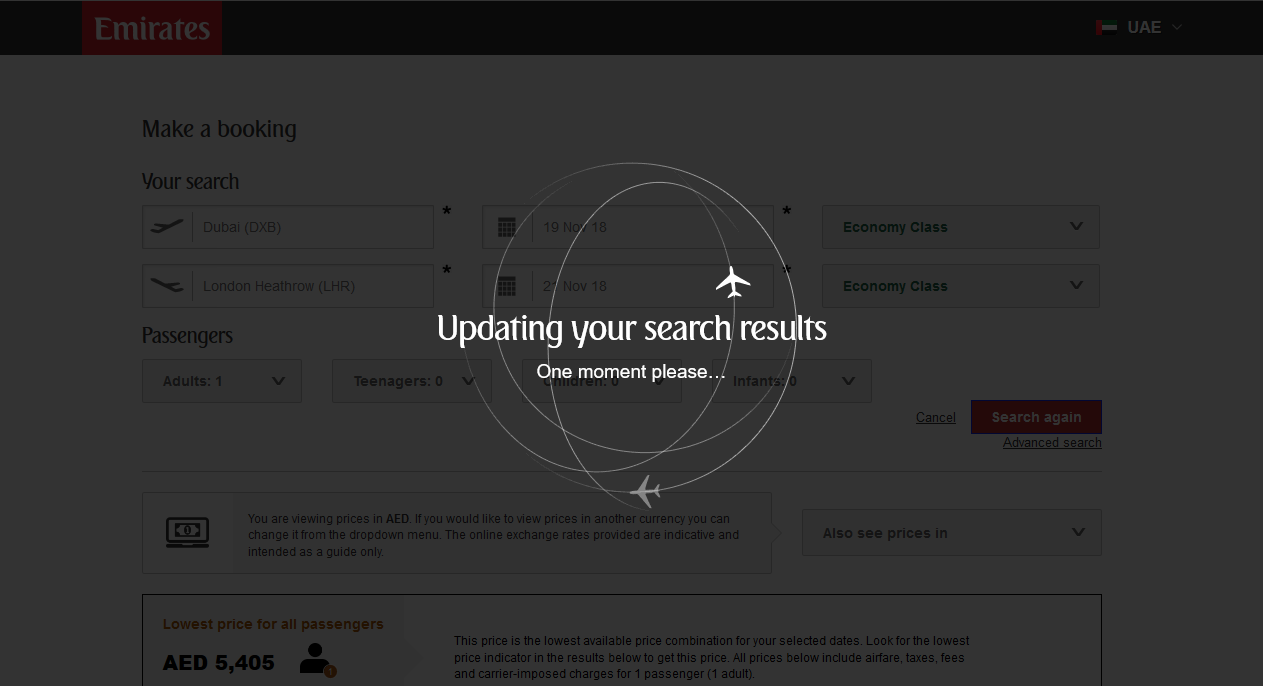 Emirates
UAE
Make a booking
Your search
Dubai (DXB)
*
19 Nov 18
*
Economy Class
London Heathrow (LHR)
*
Nov 18
*
Economy Class
Updating your search results
Passengers
One moment please...
Adults: 1
Teenagers: 0
Children: 0
Infants: 0
Cancel
Search again
Advanced search
You are viewing prices in AED. If you would like to view prices in another currency you can
change it from the dropdown menu. The online exchange rates provided are indicative and
intended as a guide only.
Also see prices in
Lowest price for all passengers
AED 5,405
1
This price is the lowest available price combination for your selected dates. Look for the lowest
price indicator in the results below to get this price. All prices below include airfare, taxes, fees
and carrier-imposed charges for 1 passenger (1 adult).